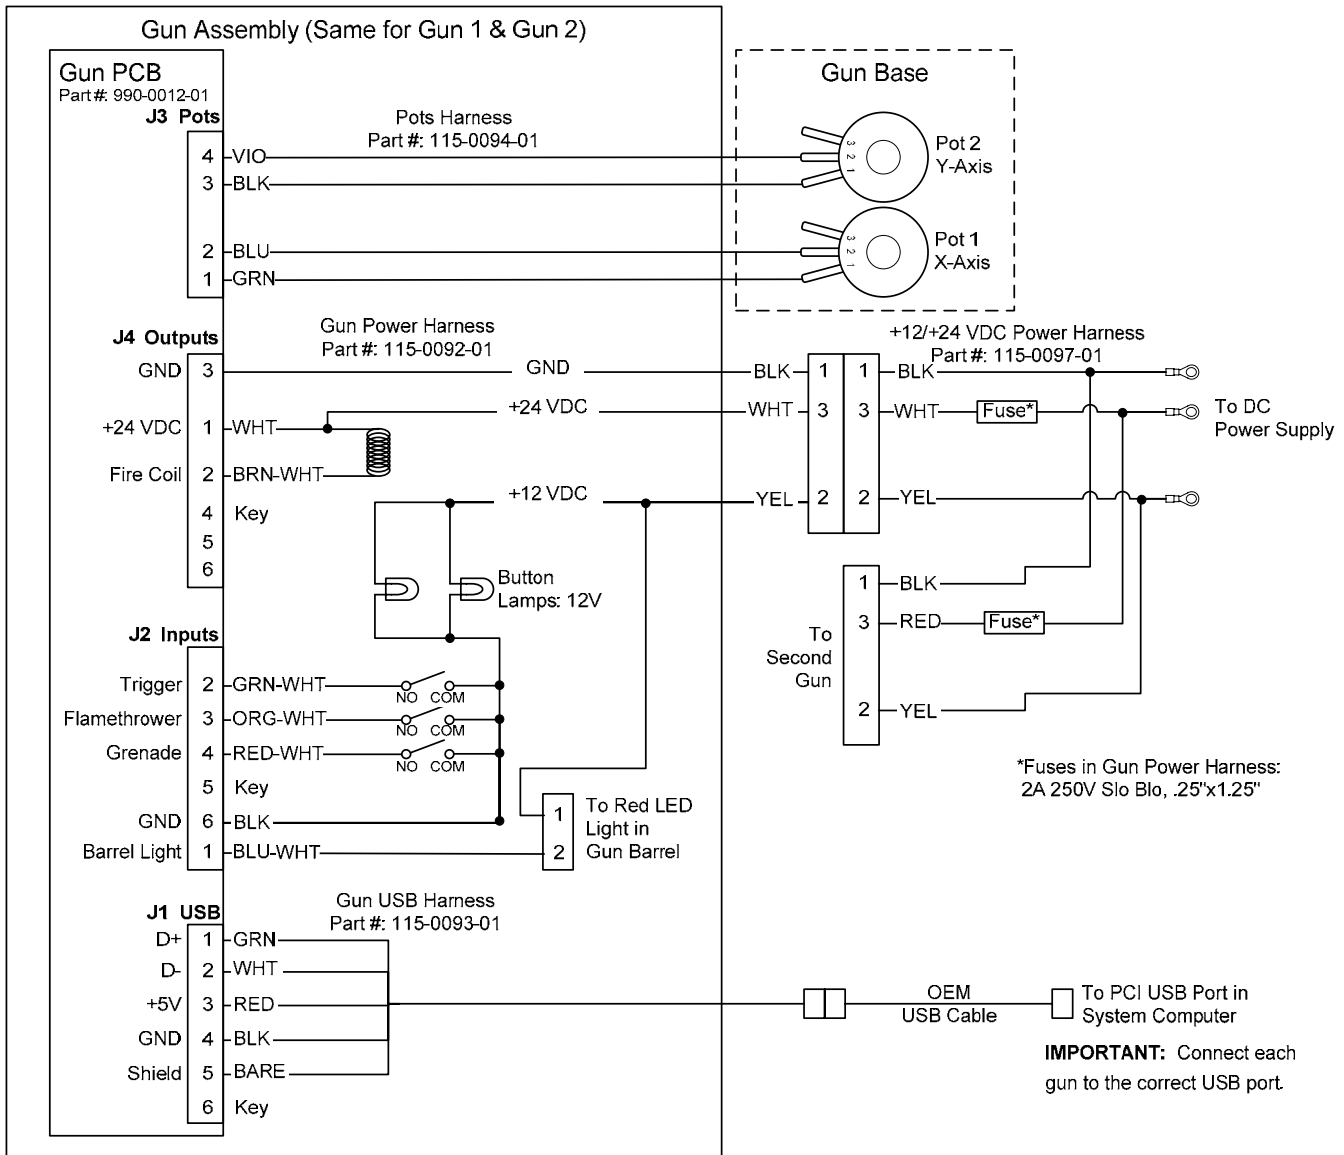 Gun Assembly (Same for Gun 1 & Gun 2)
Gun PCB
Part#: 990-0012-01
J3 Pots
Pots Harness
Part #: 115-0094-01
4 VIO
3 BLK
2 BLU
1 GRN
Gun Base
3
2
1
Pot 2
Y-Axis
3
2
1
Pot 1
X-Axis
J4 Outputs
Gun Power Harness
Part #: 115-0092-01
GND 3 GND BLK 1
+24 VDC WHT 3
+24 VDC 1 WHT
Fire Coil 2 BRN-WHT
+12 VDC YEL 2
4 Key
5
6
Button
Lamps: 12V
+12/+24 VDC Power Harness
Part #: 115-0097-01
1 BLK
3 WHT Fuse*
2 YEL
To DC
Power Supply
To
Second
Gun
1 BLK
3 RED Fuse*
2 YEL
*Fuses in Gun Power Harness:
2A 250V Slo Blo, .25"x1.25"
J2 Inputs
Trigger 2 GRN-WHT NO COM
Flamethrower 3 ORG-WHT NO COM
Grenade 4 RED-WHT NO COM
5 Key
GND 6 BLK
Barrel Light 1 BLU-WHT
1
2
To Red LED
Light in
Gun Barrel
J1 USB
Gun USB Harness
Part #: 115-0093-01
D+ 1 GRN
D- 2 WHT
+5V 3 RED
GND 4 BLK
Shield 5 BARE
6 Key
OEM
USB Cable
To PCI USB Port in
System Computer
IMPORTANT: Connect each
gun to the correct USB port.